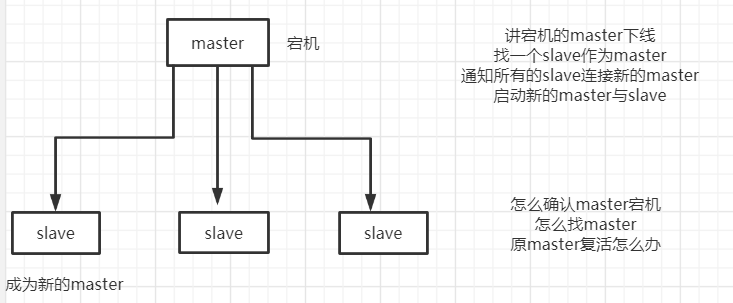 master
宕机
讲宕机的master下线
找一个slave作为master
通知所有的slave连接新的master
启动新的master与slave
slave
slave
slave
怎么确认master宕机
怎么找master
原master复活怎么办
成为新的master